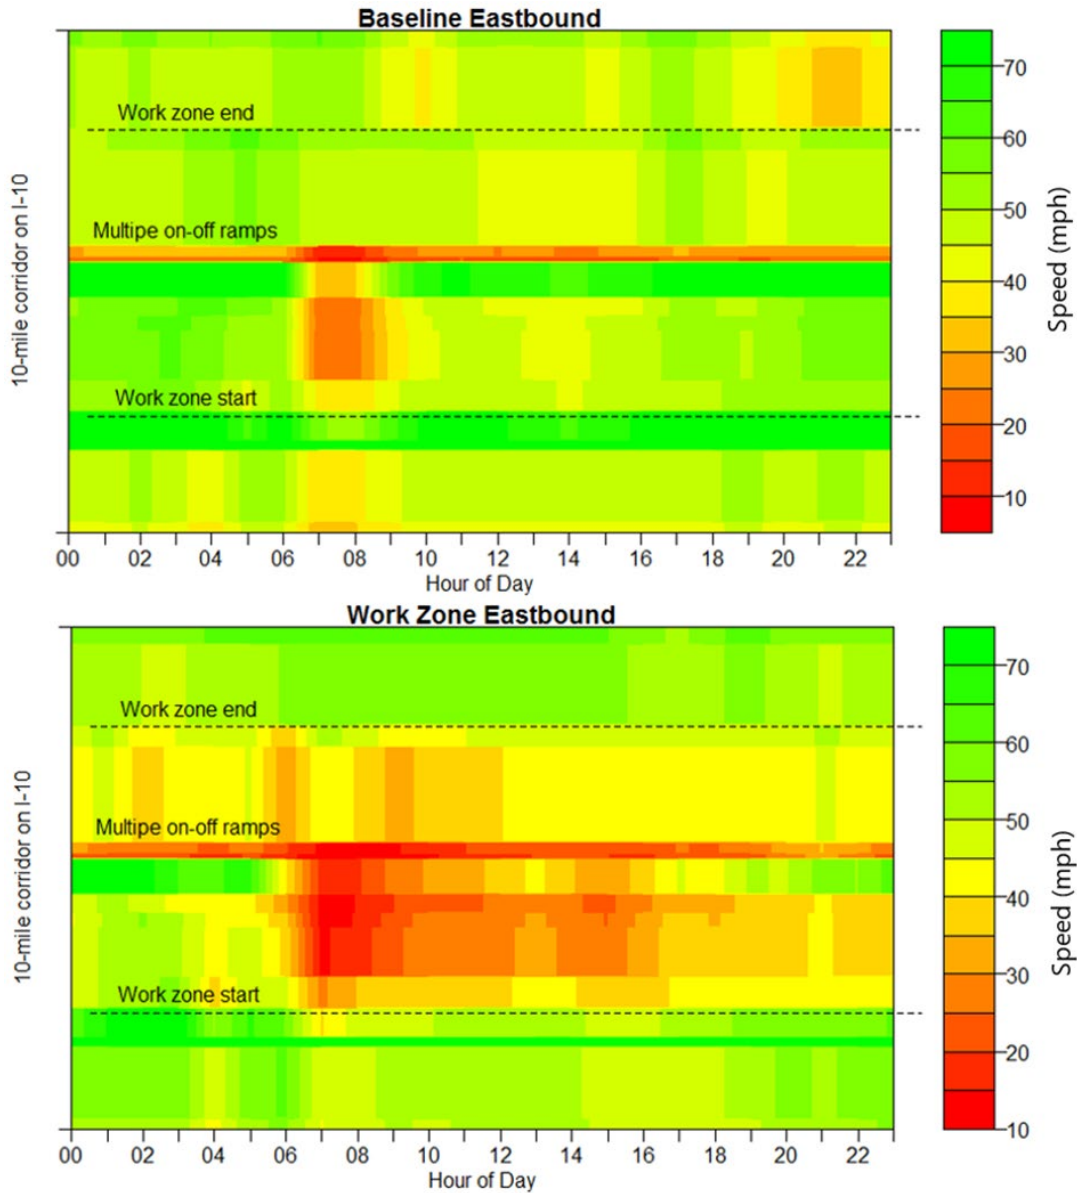 Baseline Eastbound
Work zone end
Multipe on-off ramps
Work zone start
10-mile corridor on I-10
00 02 04 06 08 10 12 14 16 18 20 22
Hour of Day
70
60
50
40
30
20
10
Speed (mph)
Work Zone Eastbound
Work zone end
Multipe on-off ramps
Work zone start
10-mile corridor on I-10
00 02 04 06 08 10 12 14 16 18 20 22
Hour of Day
70
60
50
40
30
20
10
Speed (mph)